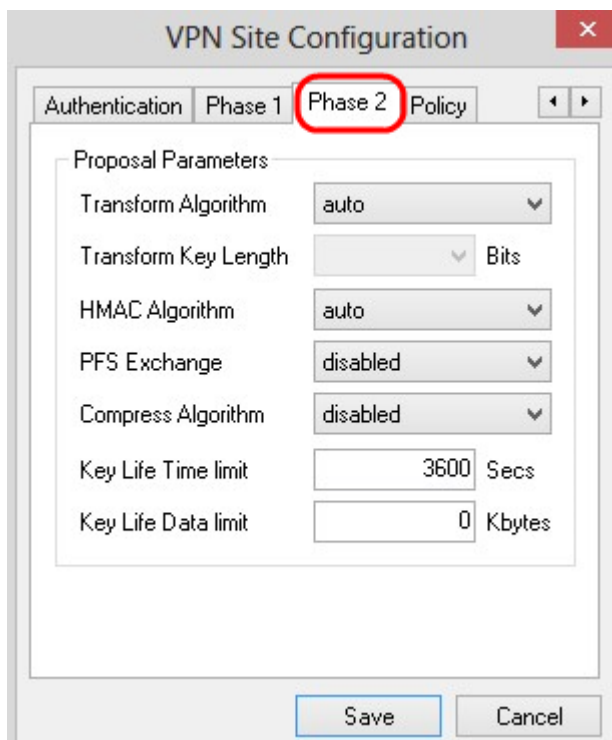 VPN Site Configuration
Authentication Phase 1 Phase 2 Policy
Proposal Parameters
Transform Algorithm auto
Transform Key Length Bits
HMAC Algorithm auto
PFS Exchange disabled
Compress Algorithm disabled
Key Life Time limit 3600 Secs
Key Life Data limit 0 Kbytes
Save Cancel